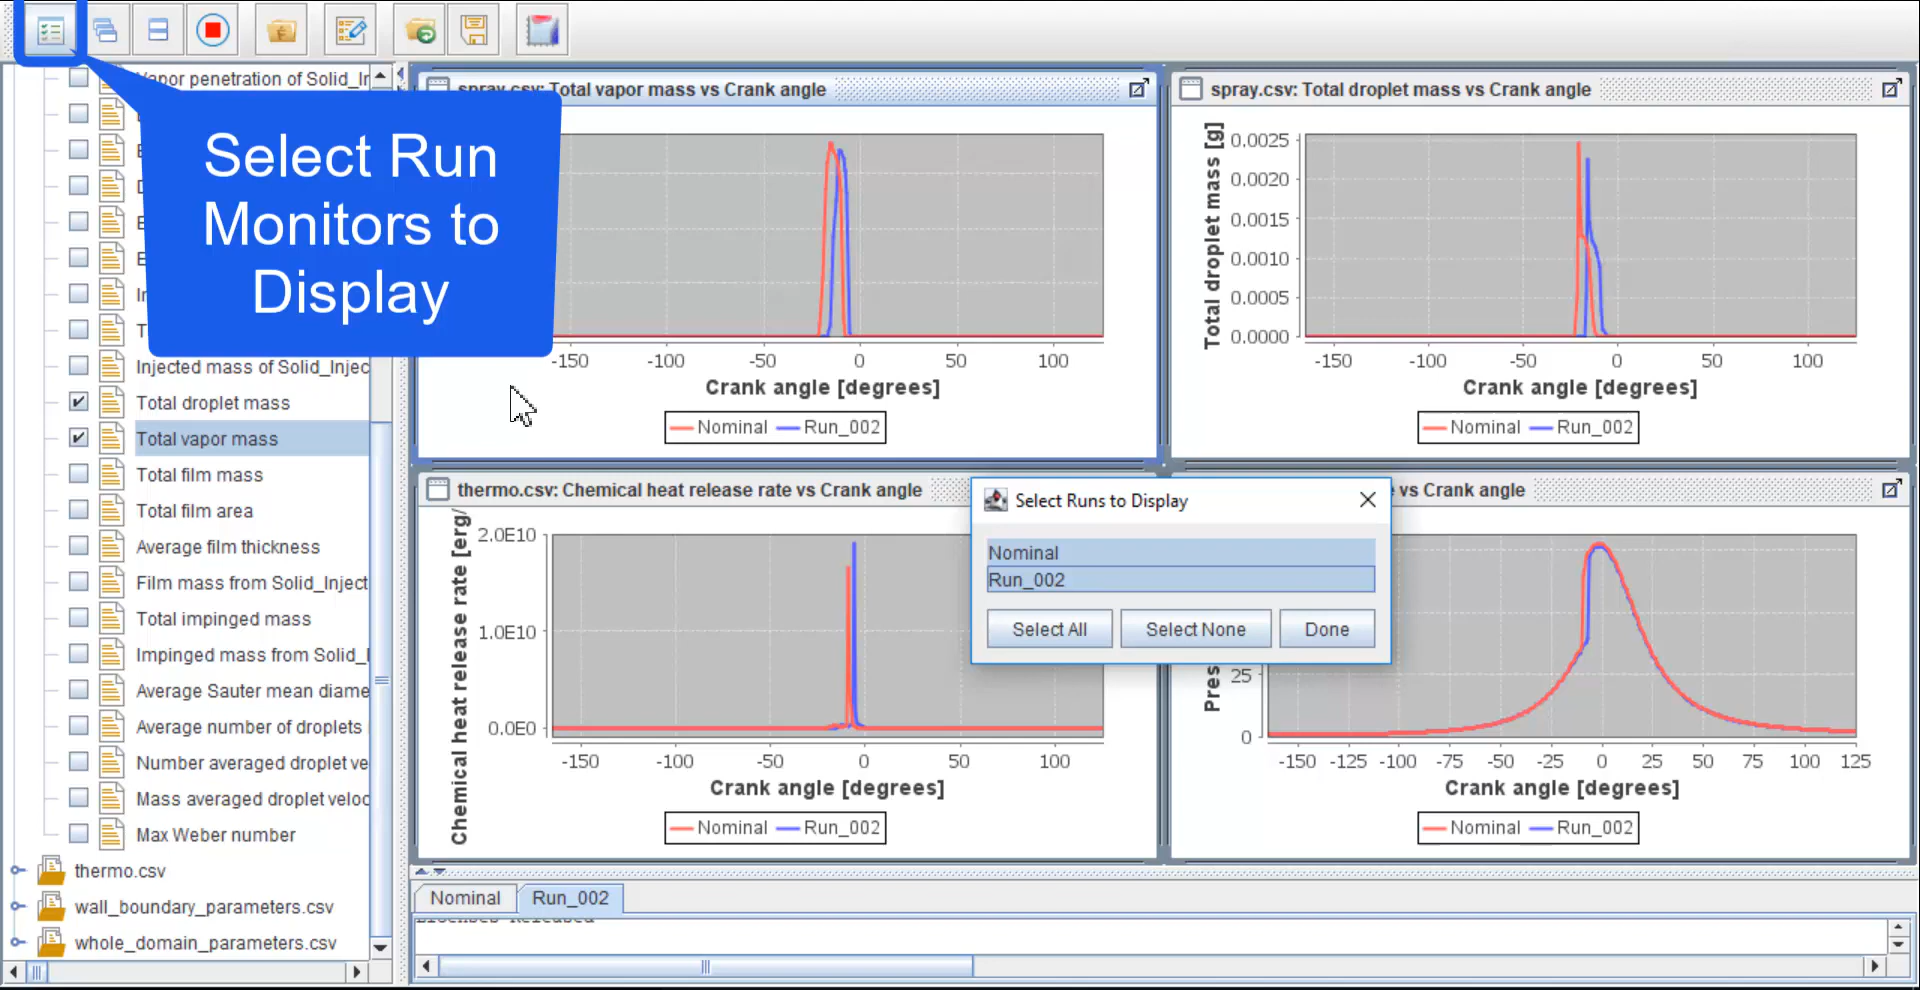 Select Run
Monitors to
Display
Vapor penetration of Solid_Ir
Injected mass of Solid_Injec
Total droplet mass
Total vapor mass
Total film mass
Total film area
Average film thickness
Film mass from Solid_Inject
Total impinged mass
Impinged mass from Solid_I
Average Sauter mean diame
Average number of droplets
Number averaged droplet ve
Mass averaged droplet veloc
Max Weber number
thermo.csv
wall_boundary_parameters.csv
whole_domain_parameters.csv
spray.csv: Total vapor mass vs Crank angle
-150 -100 -50 0 50 100
Crank angle [degrees]
Nominal Run_002
spray.csv: Total droplet mass vs Crank angle
Total droplet mass [g]
0.0025
0.0020
0.0015
0.0010
0.0005
0.0000
-150 -100 -50 0 50 100
Crank angle [degrees]
Nominal Run_002
thermo.csv: Chemical heat release rate vs Crank angle
Chemical heat release rate [erg/
2.0E10
1.0E10
0.0E0
-150 -100 -50 0 50 100
Crank angle [degrees]
Nominal Run_002
Select Runs to Display
Nominal
Run_002
Select All Select None Done
e vs Crank angle
Pres
25
0
-150 -125 -100 -75 -50 -25 0 25 50 75 100 125
Crank angle [degrees]
Nominal Run_002
Nominal Run_002
Licenses Released